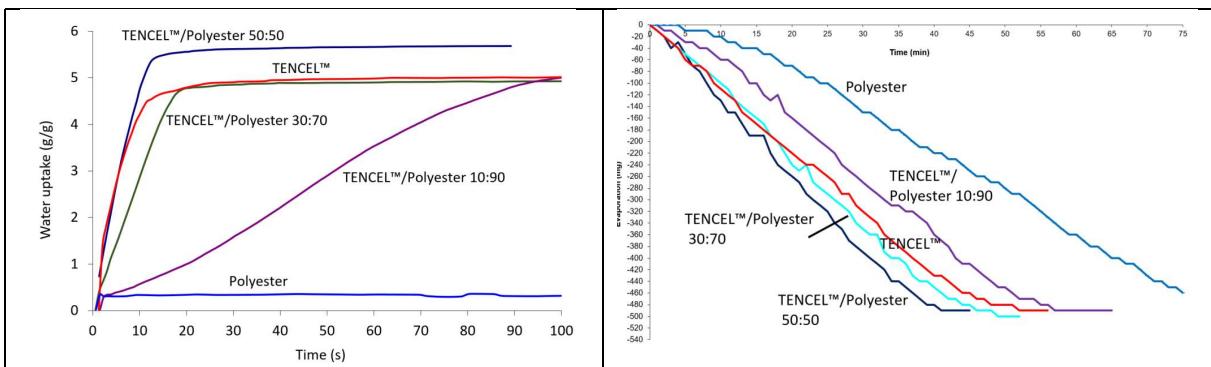 6
5
4
3
2
1
0
Water uptake (g/g)
TENCEL™/Polyester 50:50
TENCEL™
TENCEL™/Polyester 30:70
TENCEL™/Polyester 10:90
Polyester
0 10 20 30 40 50 60 70 80 90 100
Time (s)
0
-20
-40
-60
-80
-100
-120
-140
-160
-180
-200
-220
-240
-260
-280
-300
-320
-340
-360
-380
-400
-420
-440
-460
-480
-500
-520
-540
0 5 10 15 20 25 30 35 40 45 50 55 60 65 70 75
Time (min)
Polyester
TENCEL™/
Polyester 10:90
TENCEL™/Polyester
30:70
TENCEL™
TENCEL™/Polyester
50:50